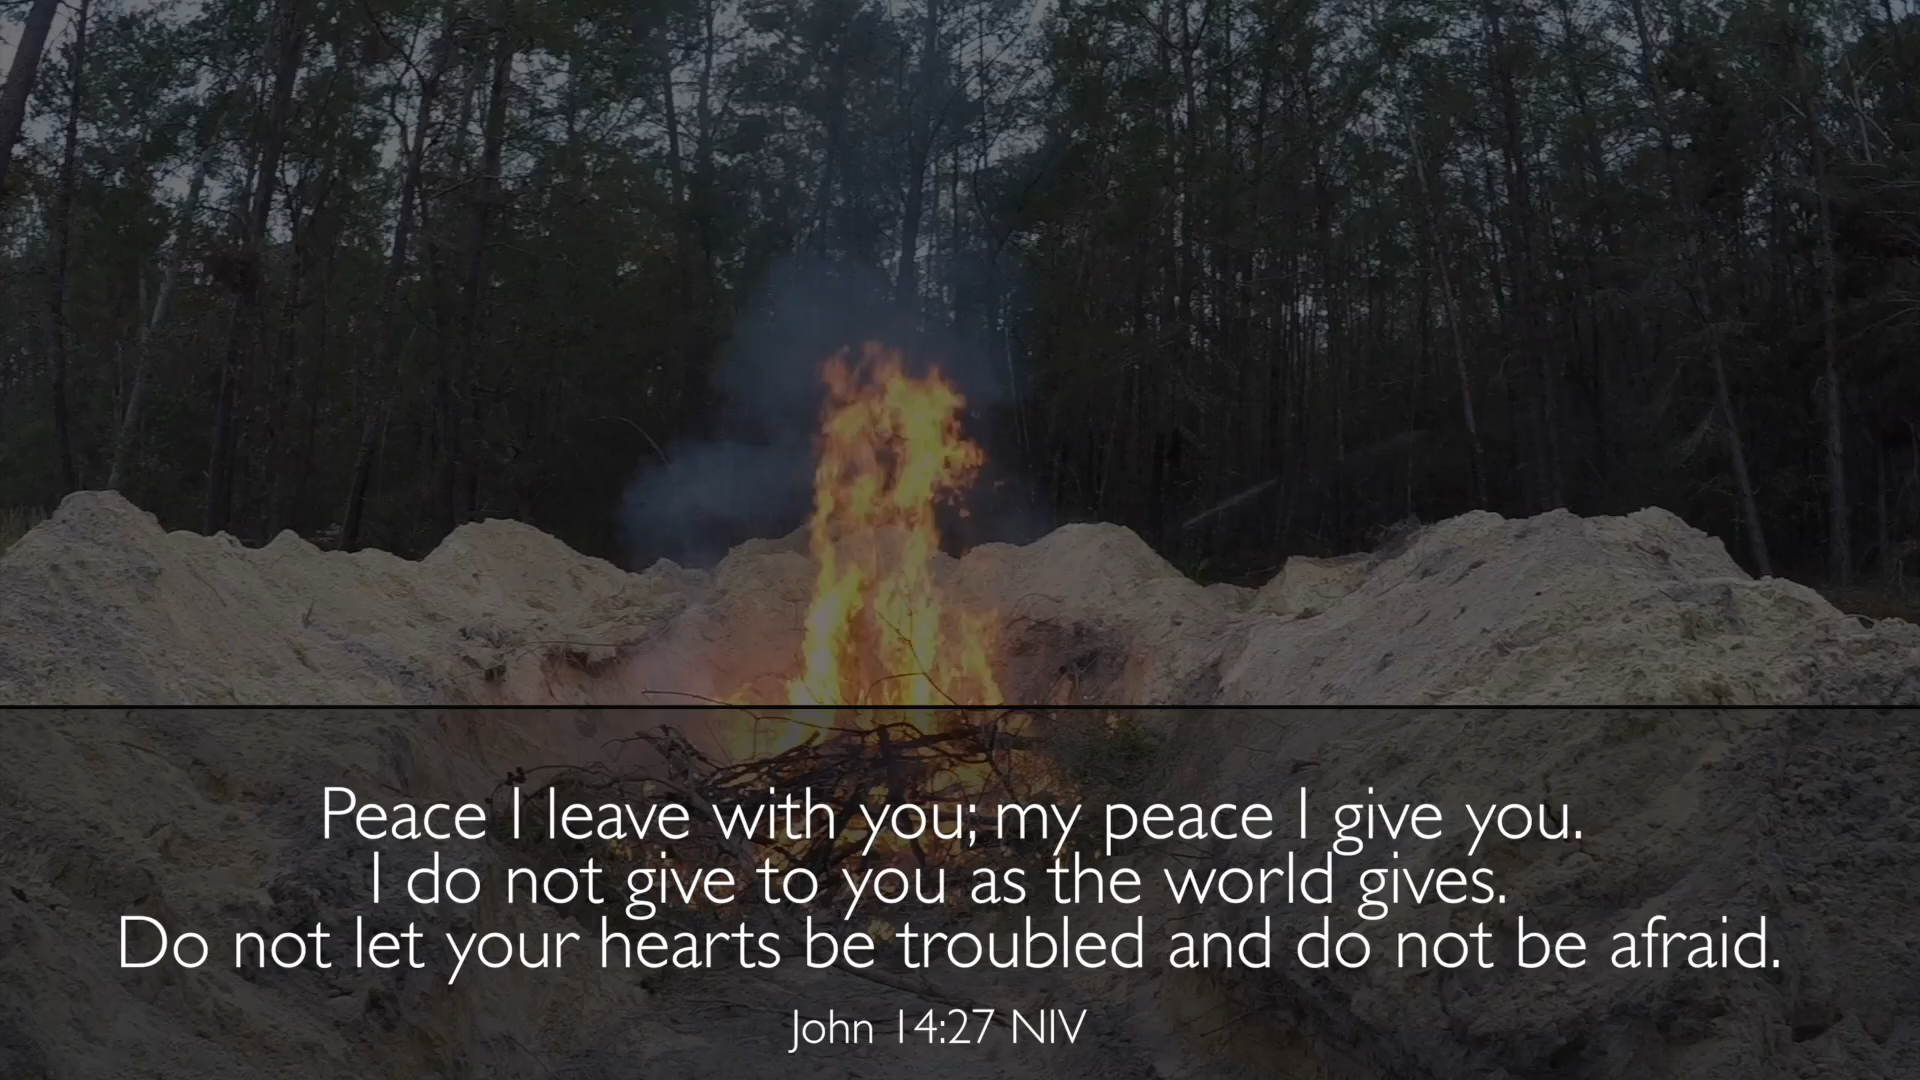 Peace I leave with you; my peace I give you.
I do not give to you as the world gives.
Do not let your hearts be troubled and do not be afraid.
John 14:27 NIV